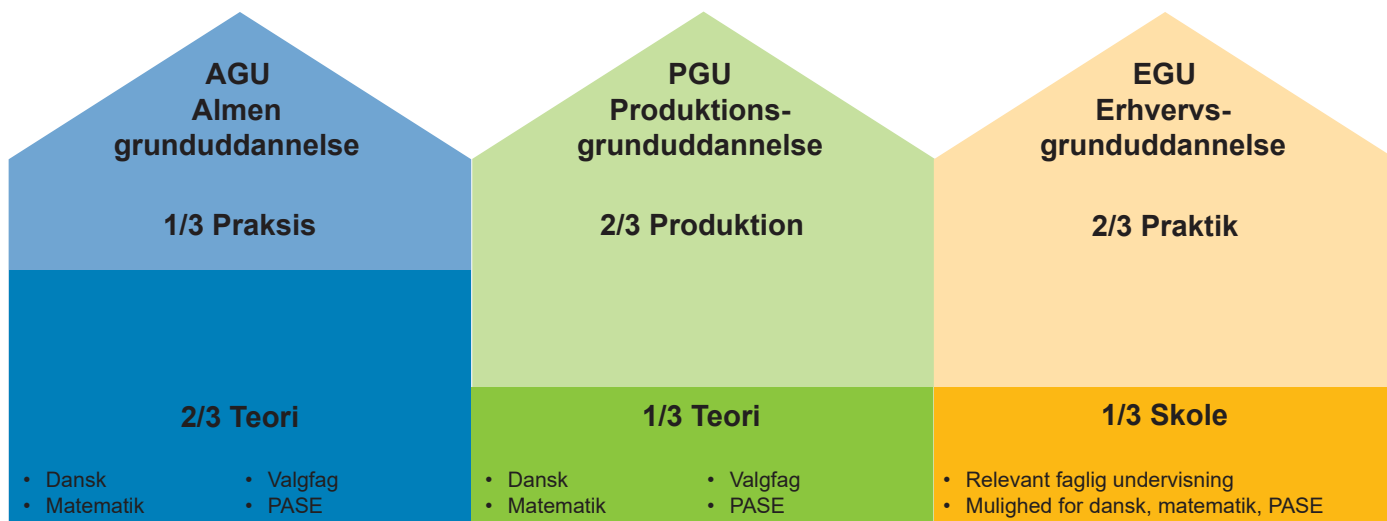 AGU
Almen
grunduddannelse
1/3 Praksis
2/3 Teori
• Dansk
• Matematik
• Valgfag
• PASE
PGU
Produktions-
grunduddannelse
2/3 Produktion
1/3 Teori
• Dansk
• Matematik
• Valgfag
• PASE
EGU
Erhvervs-
grunduddannelse
2/3 Praktik
1/3 Skole
• Relevant faglig undervisning
• Mulighed for dansk, matematik, PASE